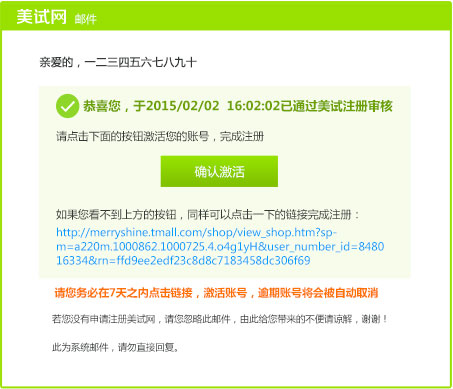 美试网 邮件
亲爱的，一二三四五六七八九十
恭喜您，于2015/02/02 16:02:02已通过美试注册审核
请点击下面的按钮激活您的账号，完成注册
确认激活
如果您看不到上方的按钮，同样可以点击一下的链接完成注册：
http://merryshine.tmall.com/shop/view_shop.htm?sp-
m=a220m.1000862.1000725.4.o4g1yH&user_number_id=8480
16334&rn=ffd9ee2edf23c8d8c7183458dc306f69
请您务必在7天之内点击链接，激活账号，逾期账号将会被自动取消
若您没有申请注册美试网，请您忽略此邮件，由此给您带来的不便请谅解，谢谢！
此为系统邮件，请勿直接回复。